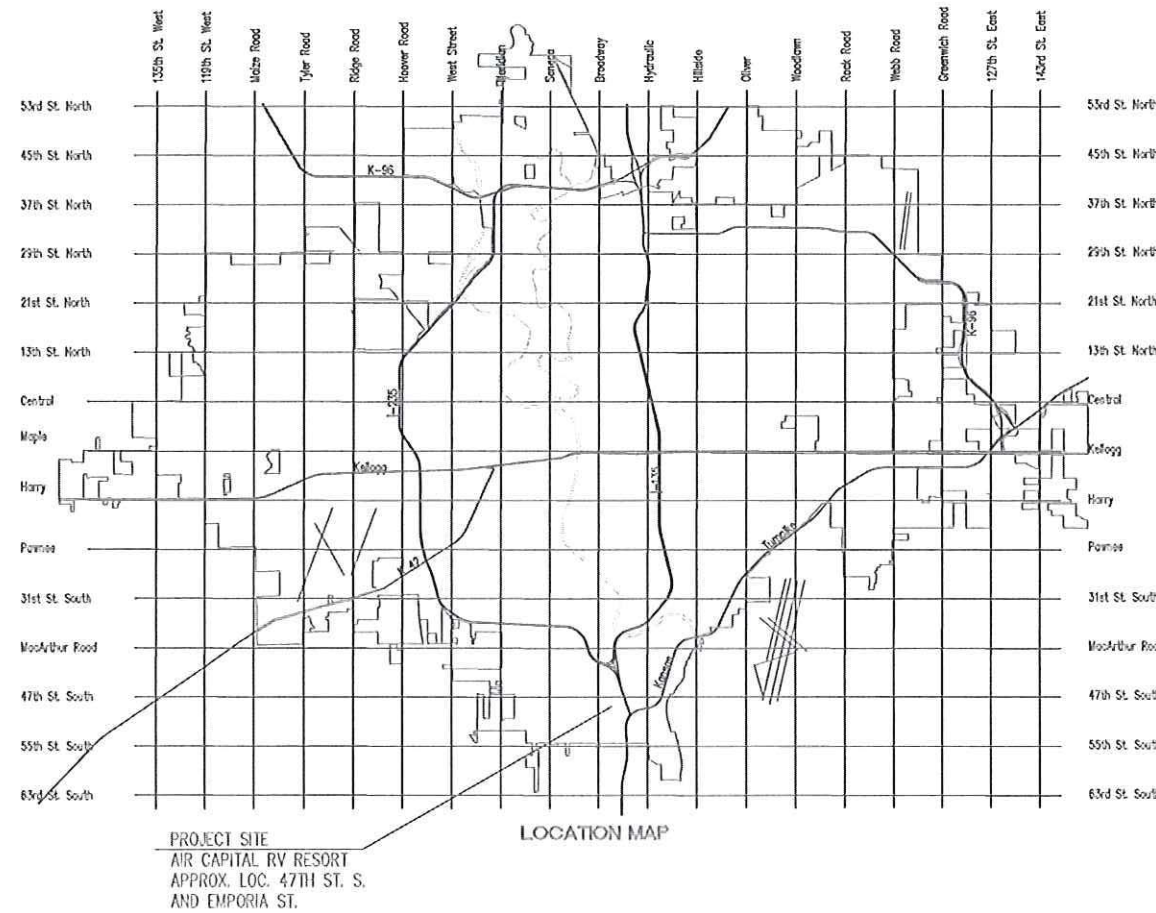 135th St. West
119th St. West
Maize Road
Tyler Road
Ridge Road
Hoover Road
West Street
Meridian
Seneca
Broadway
Hydraulic
Hillside
Oliver
Woodlawn
Rock Road
Webb Road
Greenwich Road
127th St. East
143rd St. East
53rd St. North
53rd St. North
45th St. North
45th St. North
K-96
37th St. North
37th St. North
29th St. North
29th St. North
21st St. North
21st St. North
K-96
13th St. North
13th St. North
Central
I-235
Central
Maple
Kellogg
Kellogg
Harry
I-135
Harry
Pawnee
Turnpike
Pawnee
K 42
31st St. South
31st St. South
MacArthur Road
MacArthur Road
Kansas
47th St. South
47th St. South
55th St. South
55th St. South
63rd St. South
63rd St. South
LOCATION MAP
PROJECT SITE
AIR CAPITAL RV RESORT
APPROX. LOC. 47TH ST. S.
AND EMPORIA ST.